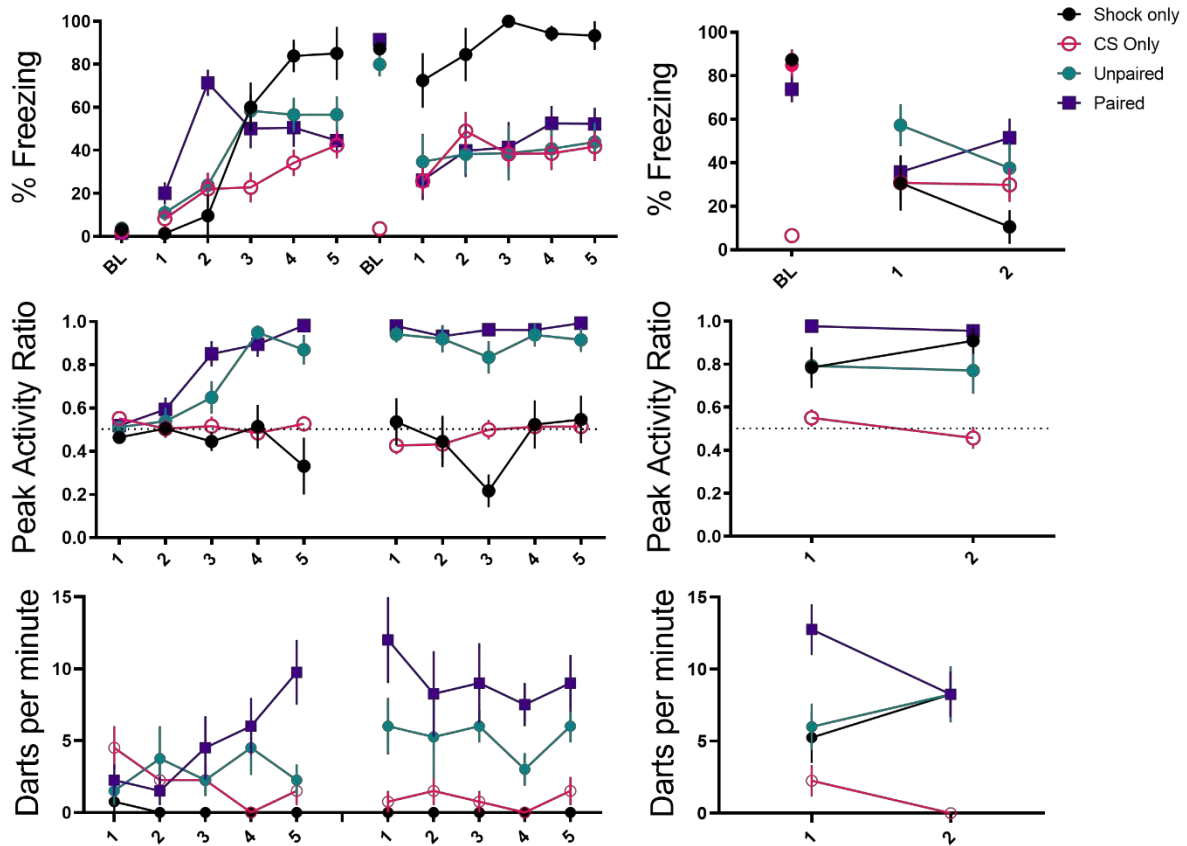 Shock only
CS Only
Unpaired
Paired
% Freezing
100
80
60
40
20
0
BL 1 2 3 4 5 BL 1 2 3 4 5
% Freezing
100
80
60
40
20
0
BL 1 2
Peak Activity Ratio
1.0
0.8
0.6
0.4
0.2
0.0
1 2 3 4 5 1 2 3 4 5
Peak Activity Ratio
1.0
0.8
0.6
0.4
0.2
0.0
1 2
Darts per minute
15
10
5
0
1 2 3 4 5 1 2 3 4 5
Darts per minute
15
10
5
0
1 2